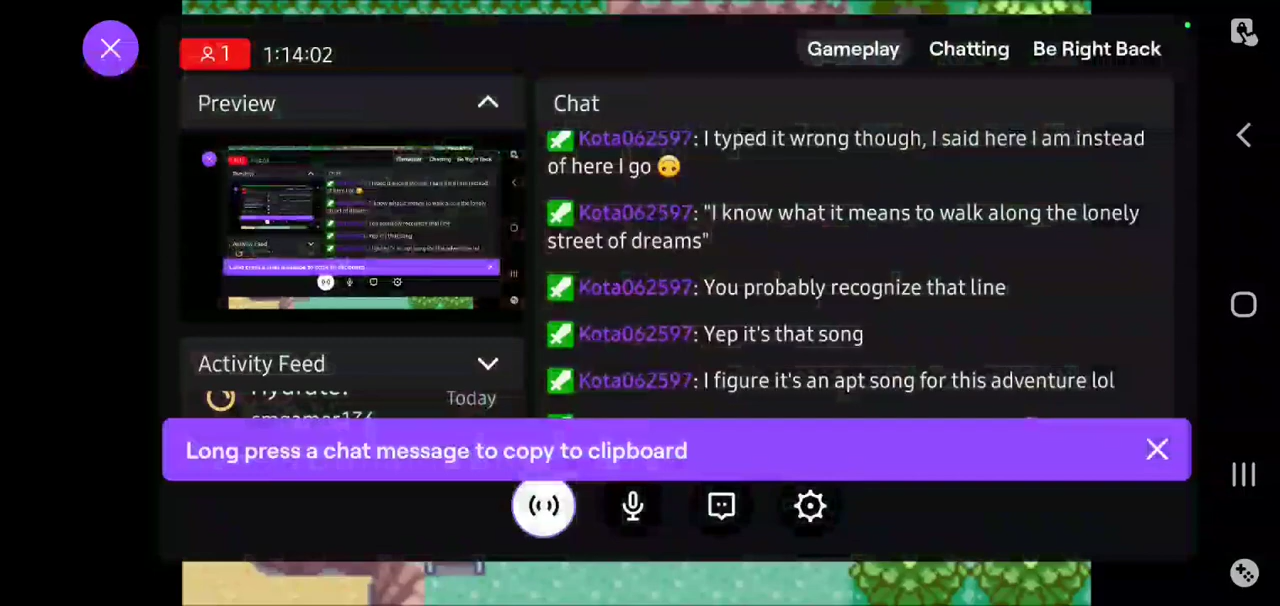 1 1:14:02
Gameplay Chatting Be Right Back
Preview
Chat
Kota062597: I typed it wrong though, I said here I am instead
of here I go 🙃
Kota062597: "I know what it means to walk along the lonely
street of dreams"
Kota062597: You probably recognize that line
Kota062597: Yep it's that song
Kota062597: I figure it's an apt song for this adventure lol
Activity Feed
Hydrate!
Today
Long press a chat message to copy to clipboard